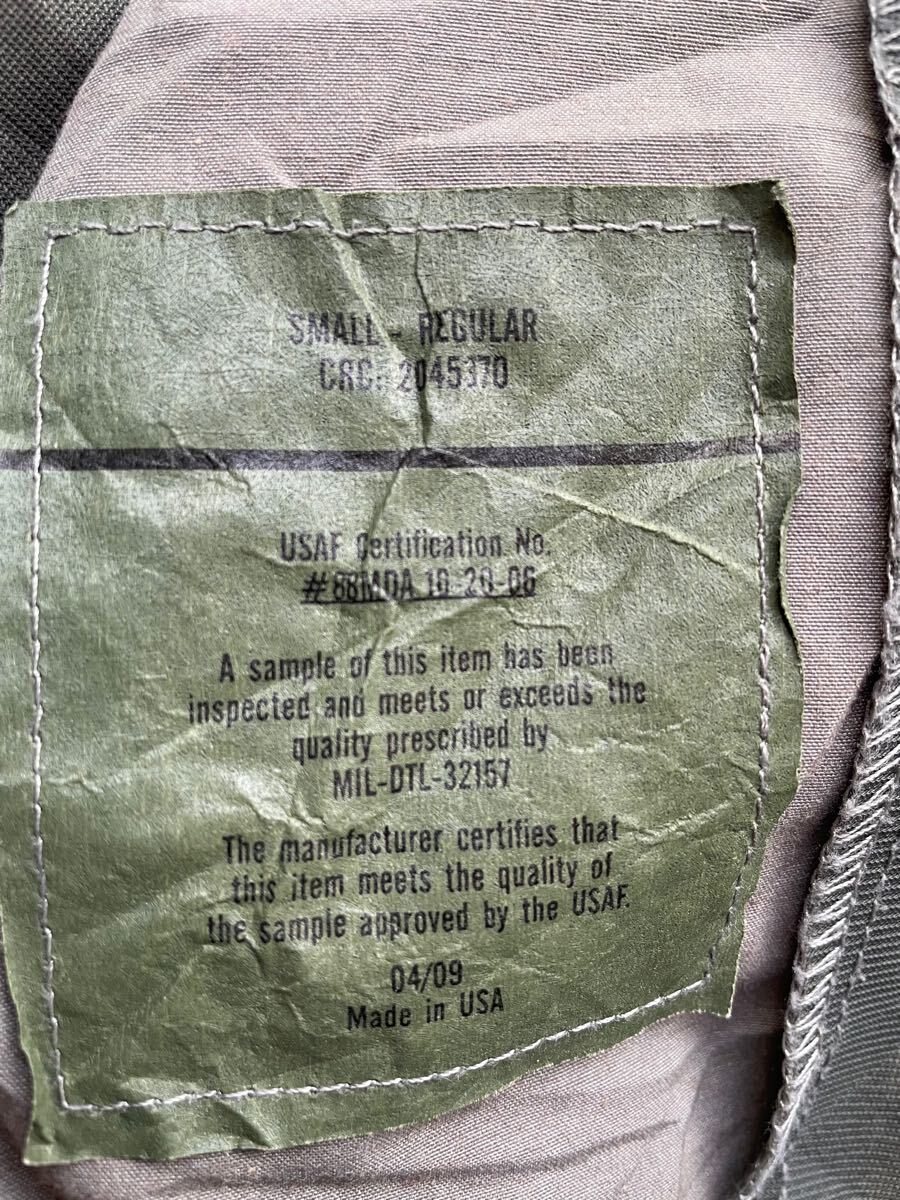 SMALL - REGULAR
CRC: 2045370
USAF Certification No.
#88MDA 10-20-06
A sample of this item has been
inspected and meets or exceeds the
quality prescribed by
MIL-DTL-32157
The manufacturer certifies that
this item meets the quality of
the sample approved by the USAF.
04/09
Made in USA